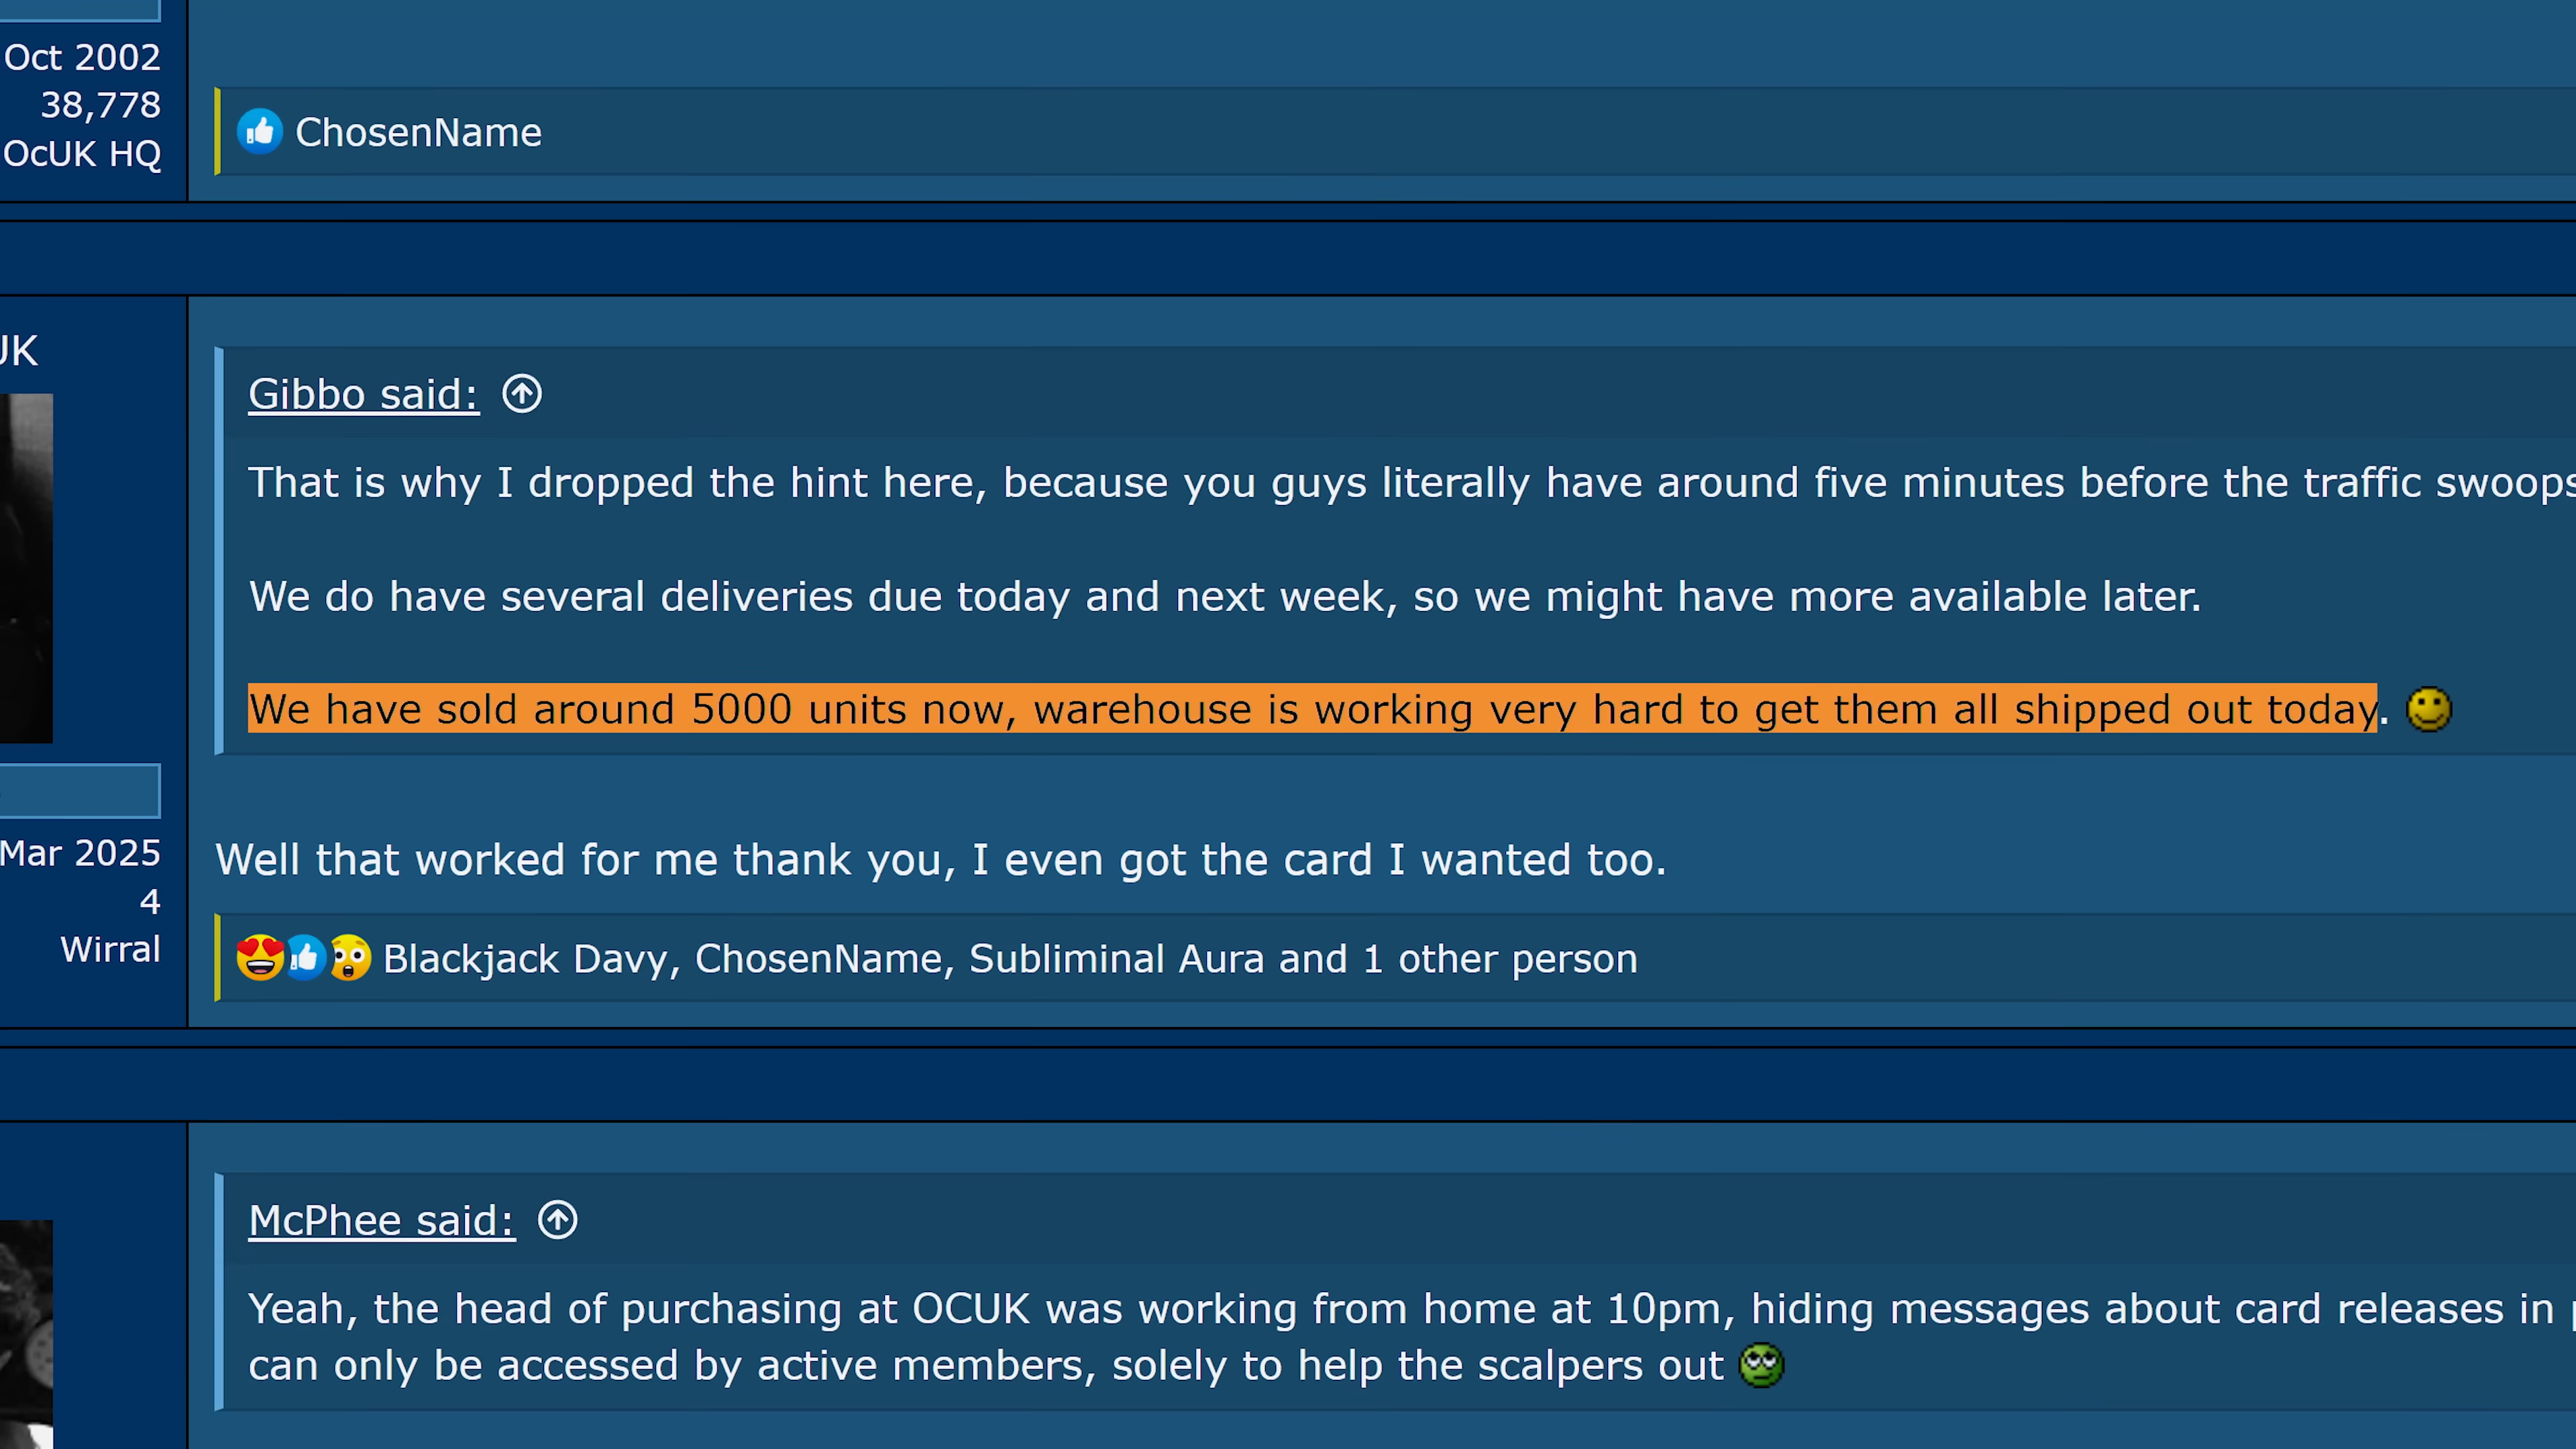 Oct 2002
38,778
OcUK HQ
ChosenName
UK
Gibbo said:
That is why I dropped the hint here, because you guys literally have around five minutes before the traffic swoops
We do have several deliveries due today and next week, so we might have more available later.
We have sold around 5000 units now, warehouse is working very hard to get them all shipped out today.
Mar 2025
4
Wirral
Well that worked for me thank you, I even got the card I wanted too.
Blackjack Davy, ChosenName, Subliminal Aura and 1 other person
McPhee said:
Yeah, the head of purchasing at OCUK was working from home at 10pm, hiding messages about card releases in
can only be accessed by active members, solely to help the scalpers out